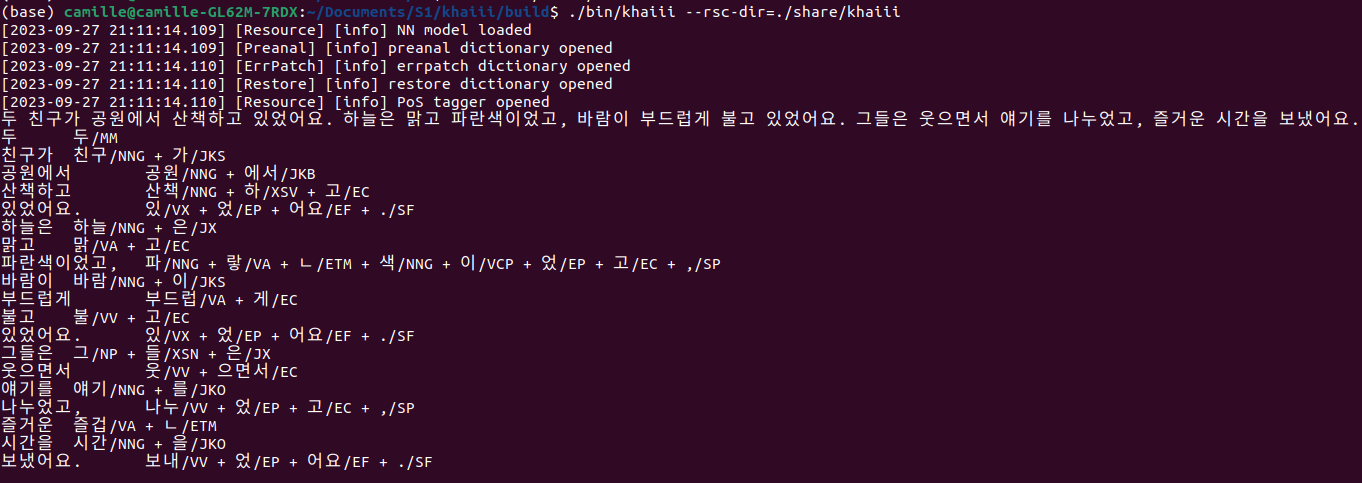 (base) camille@camille-GL62M-7RDX:~/Documents/S1/khaiii/build$ ./bin/khaiii --rsc-dir=./share/khaiii
[2023-09-27 21:11:14.109] [Resource] [info] NN model loaded
[2023-09-27 21:11:14.109] [Preanal] [info] preanal dictionary opened
[2023-09-27 21:11:14.110] [ErrPatch] [info] errpatch dictionary opened
[2023-09-27 21:11:14.110] [Restore] [info] restore dictionary opened
[2023-09-27 21:11:14.110] [Resource] [info] PoS tagger opened
두 친구가 공원에서 산책하고 있었어요. 하늘은 맑고 파란색이었고, 바람이 부드럽게 불고 있었어요. 그들은 웃으면서 얘기를 나누었고, 즐거운 시간을 보냈어요.
두 두/MM
친구가 친구/NNG + 가/JKS
공원에서 공원/NNG + 에서/JKB
산책하고 산책/NNG + 하/XSV + 고/EC
있었어요. 있/VX + 었/EP + 어요/EF + ./SF
하늘은 하늘/NNG + 은/JX
맑고 맑/VA + 고/EC
파란색이었고, 파/NNG + 랗/VA + ㄴ/ETM + 색/NNG + 이/VCP + 었/EP + 고/EC + ,/SP
바람이 바람/NNG + 이/JKS
부드럽게 부드럽/VA + 게/EC
불고 불/VV + 고/EC
있었어요. 있/VX + 었/EP + 어요/EF + ./SF
그들은 그/NP + 들/XSN + 은/JX
웃으면서 웃/VV + 으면서/EC
얘기를 얘기/NNG + 를/JKO
나누었고, 나누/VV + 었/EP + 고/EC + ,/SP
즐거운 즐겁/VA + ㄴ/ETM
시간을 시간/NNG + 을/JKO
보냈어요. 보내/VV + 었/EP + 어요/EF + ./SF